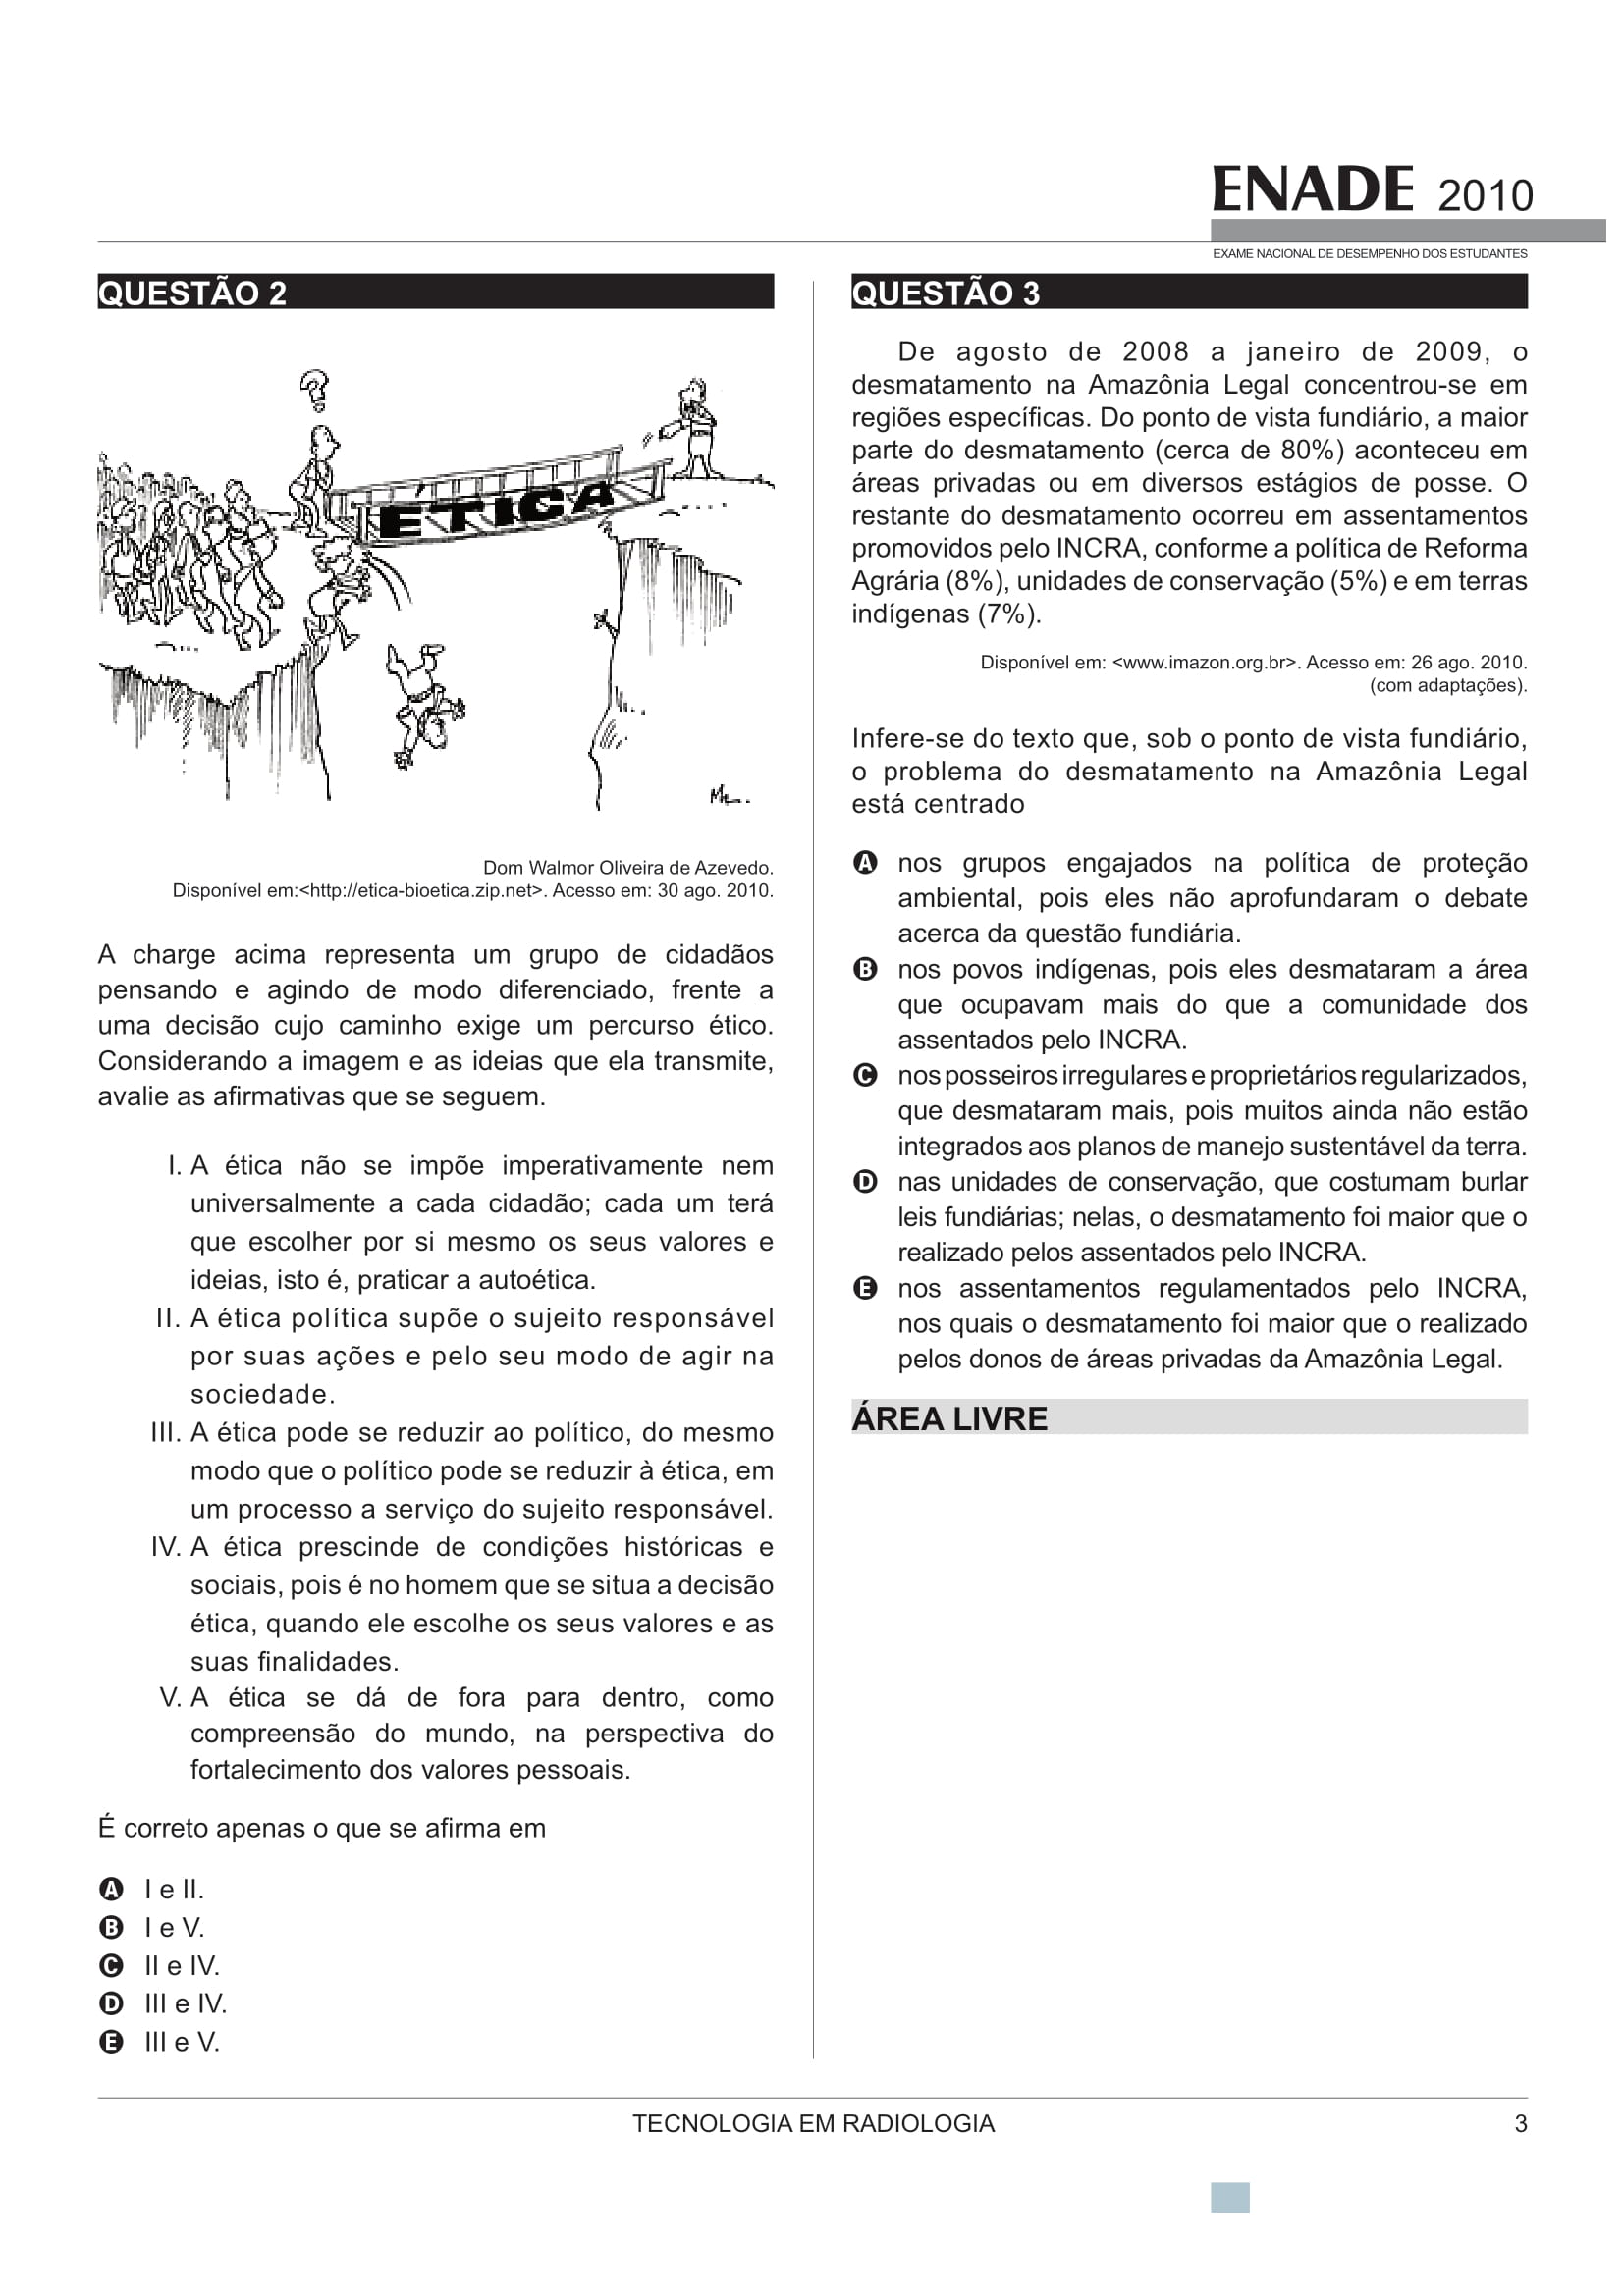 ENADE 2010
EXAME NACIONAL DE DESEMPENHO DOS ESTUDANTES
QUESTÃO 2
ÉTICA
Dom Walmor Oliveira de Azevedo.
Disponível em:<http://etica-bioetica.zip.net>. Acesso em: 30 ago. 2010.
A charge acima representa um grupo de cidadãos
pensando e agindo de modo diferenciado, frente a
uma decisão cujo caminho exige um percurso ético.
Considerando a imagem e as ideias que ela transmite,
avalie as afirmativas que se seguem.
I. A ética não se impõe imperativamente nem
universalmente a cada cidadão; cada um terá
que escolher por si mesmo os seus valores e
ideias, isto é, praticar a autoética.
II. A ética política supõe o sujeito responsável
por suas ações e pelo seu modo de agir na
sociedade.
III. A ética pode se reduzir ao político, do mesmo
modo que o político pode se reduzir à ética, em
um processo a serviço do sujeito responsável.
IV. A ética prescinde de condições históricas e
sociais, pois é no homem que se situa a decisão
ética, quando ele escolhe os seus valores e as
suas finalidades.
V. A ética se dá de fora para dentro, como
compreensão do mundo, na perspectiva do
fortalecimento dos valores pessoais.
É correto apenas o que se afirma em
A I e II.
B I e V.
C II e IV.
D III e IV.
E III e V.
QUESTÃO 3
De agosto de 2008 a janeiro de 2009, o
desmatamento na Amazônia Legal concentrou-se em
regiões específicas. Do ponto de vista fundiário, a maior
parte do desmatamento (cerca de 80%) aconteceu em
áreas privadas ou em diversos estágios de posse. O
restante do desmatamento ocorreu em assentamentos
promovidos pelo INCRA, conforme a política de Reforma
Agrária (8%), unidades de conservação (5%) e em terras
indígenas (7%).
Disponível em: <www.imazon.org.br>. Acesso em: 26 ago. 2010.
(com adaptações).
Infere-se do texto que, sob o ponto de vista fundiário,
o problema do desmatamento na Amazônia Legal
está centrado
A nos grupos engajados na política de proteção
ambiental, pois eles não aprofundaram o debate
acerca da questão fundiária.
B nos povos indígenas, pois eles desmataram a área
que ocupavam mais do que a comunidade dos
assentados pelo INCRA.
C nos posseiros irregulares e proprietários regularizados,
que desmataram mais, pois muitos ainda não estão
integrados aos planos de manejo sustentável da terra.
D nas unidades de conservação, que costumam burlar
leis fundiárias; nelas, o desmatamento foi maior que o
realizado pelos assentados pelo INCRA.
E nos assentamentos regulamentados pelo INCRA,
nos quais o desmatamento foi maior que o realizado
pelos donos de áreas privadas da Amazônia Legal.
ÁREA LIVRE
TECNOLOGIA EM RADIOLOGIA
3